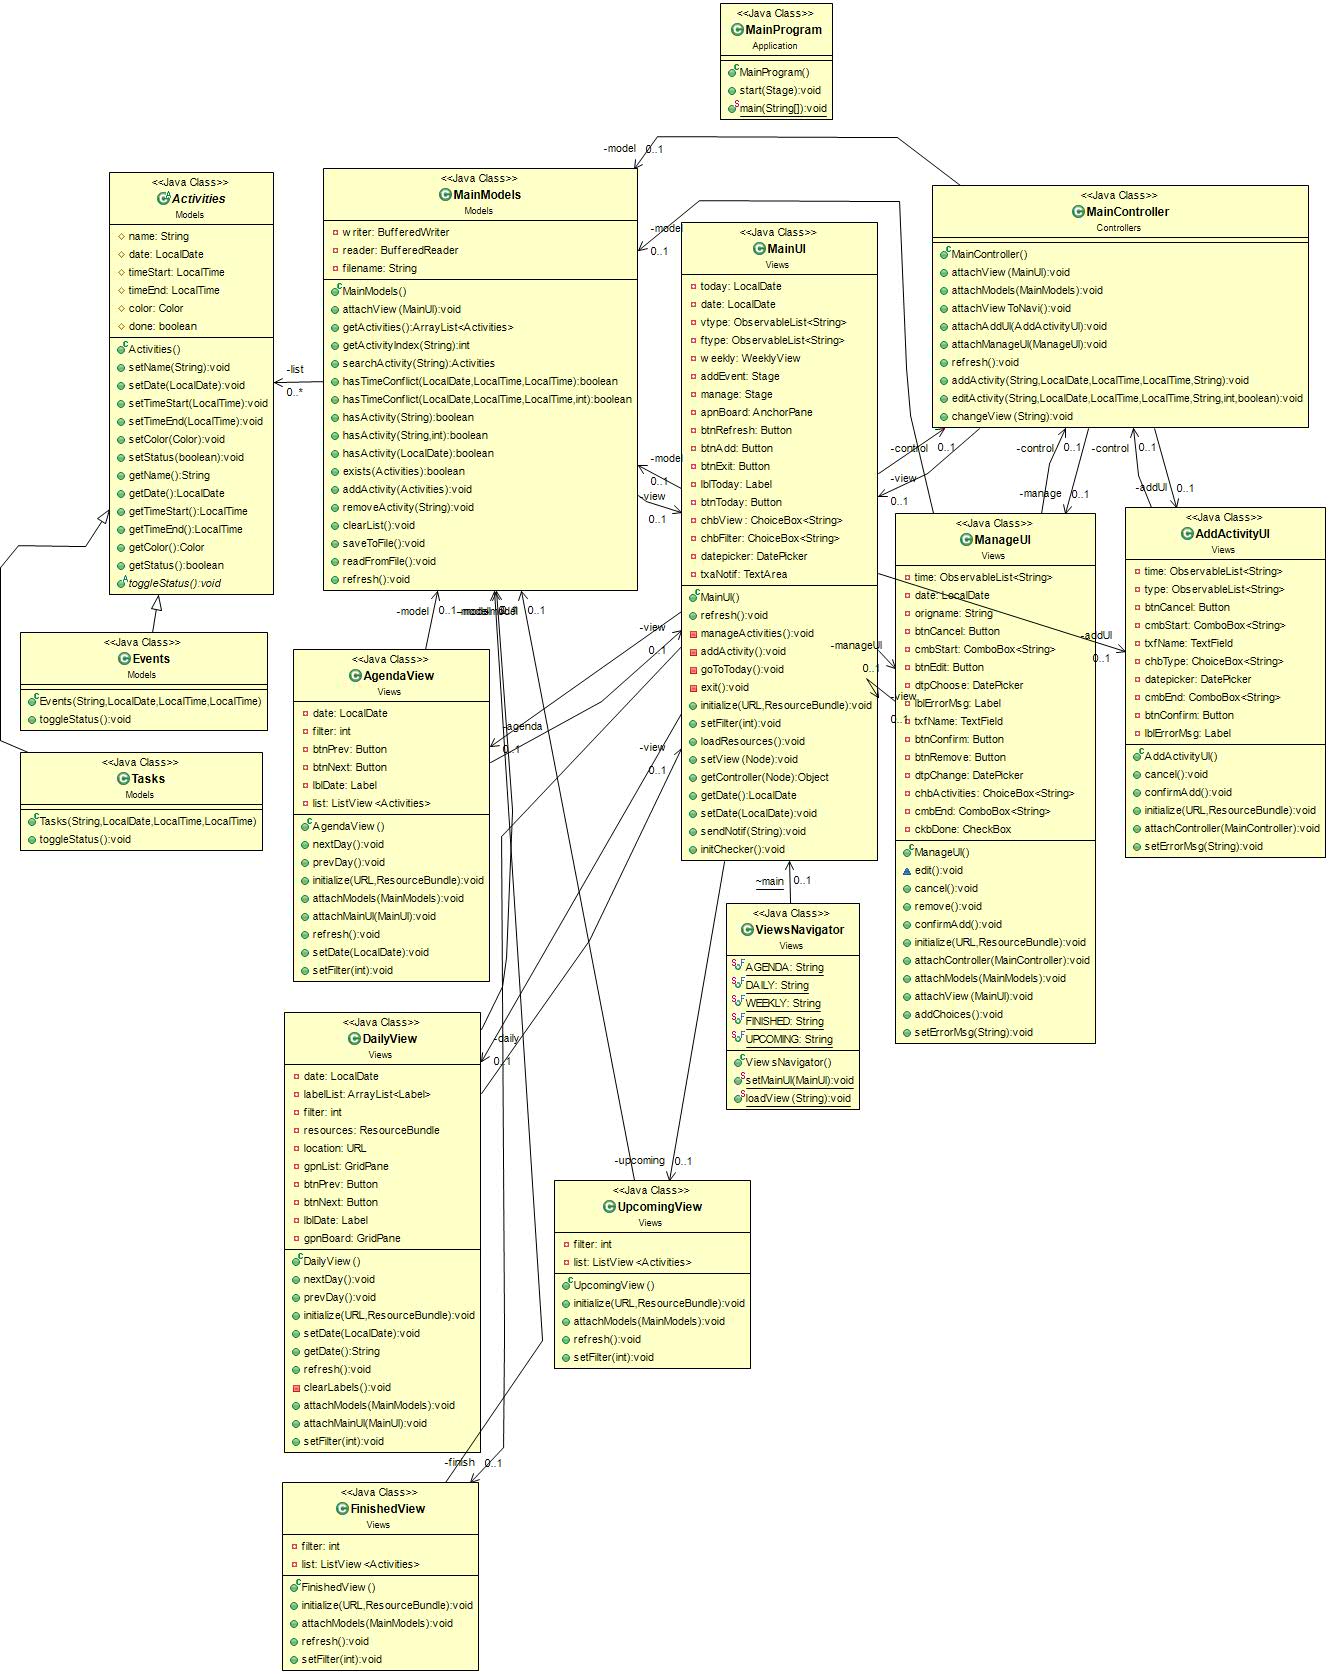 <<Java Class>>
MainProgram
Application
MainProgram()
start(Stage):void
main(String[]):void
-model
0..1
<<Java Class>>
Activities
Models
name: String
date: LocalDate
timeStart: LocalTime
timeEnd: LocalTime
color: Color
done: boolean
Activities()
setName(String):void
setDate(LocalDate):void
setTimeStart(LocalTime):void
setTimeEnd(LocalTime):void
setColor(Color):void
setStatus(boolean):void
getName():String
getDate():LocalDate
getTimeStart():LocalTime
getTimeEnd():LocalTime
getColor():Color
getStatus():boolean
toggleStatus():void
-list
0..*
<<Java Class>>
MainModels
Models
writer: BufferedWriter
reader: BufferedReader
filename: String
MainModels()
attachView(MainUI):void
getActivities():ArrayList<Activities>
getActivityIndex(String):int
searchActivity(String):Activities
hasTimeConflict(LocalDate,LocalTime,LocalTime):boolean
hasTimeConflict(LocalDate,LocalTime,LocalTime,int):boolean
hasActivity(String):boolean
hasActivity(String,int):boolean
hasActivity(LocalDate):boolean
exists(Activities):boolean
addActivity(Activities):void
removeActivity(String):void
clearList():void
saveToFile():void
readFromFile():void
refresh():void
-model
0..1
-model
0..1
-view
0..1
<<Java Class>>
MainUI
Views
today: LocalDate
date: LocalDate
vtype: ObservableList<String>
ftype: ObservableList<String>
weekly: WeeklyView
addEvent: Stage
manage: Stage
apnBoard: AnchorPane
btnRefresh: Button
btnAdd: Button
btnExit: Button
lblToday: Label
btnToday: Button
chbView: ChoiceBox<String>
chbFilter: ChoiceBox<String>
datepicker: DatePicker
txaNotif: TextArea
MainUI()
refresh():void
manageActivities():void
addActivity():void
goToToday():void
exit():void
initialize(URL,ResourceBundle):void
setFilter(int):void
loadResources():void
setView(Node):void
getController(Node):Object
getDate():LocalDate
setDate(LocalDate):void
sendNotif(String):void
initChecker():void
<<Java Class>>
MainController
Controllers
MainController()
attachView(MainUI):void
attachModels(MainModels):void
attachViewToNavi():void
attachAddUI(AddActivityUI):void
attachManageUI(ManageUI):void
refresh():void
addActivity(String,LocalDate,LocalTime,LocalTime,String):void
editActivity(String,LocalDate,LocalTime,LocalTime,String,int,boolean):void
changeView(String):void
-control
0..1
-view
0..1
-control
0..1
-manage
0..1
-control
0..1
-addUI
0..1
<<Java Class>>
ManageUI
Views
time: ObservableList<String>
date: LocalDate
origname: String
btnCancel: Button
cmbStart: ComboBox<String>
btnEdit: Button
dtpChoose: DatePicker
lblErrorMsg: Label
txfName: TextField
btnConfirm: Button
btnRemove: Button
dtpChange: DatePicker
chbActivities: ChoiceBox<String>
cmbEnd: ComboBox<String>
ckbDone: CheckBox
ManageUI()
edit():void
cancel():void
remove():void
confirmAdd():void
initialize(URL,ResourceBundle):void
attachController(MainController):void
attachModels(MainModels):void
attachView(MainUI):void
addChoices():void
setErrorMsg(String):void
<<Java Class>>
AddActivityUI
Views
time: ObservableList<String>
type: ObservableList<String>
btnCancel: Button
cmbStart: ComboBox<String>
txfName: TextField
chbType: ChoiceBox<String>
datepicker: DatePicker
cmbEnd: ComboBox<String>
btnConfirm: Button
lblErrorMsg: Label
AddActivityUI()
cancel():void
confirmAdd():void
initialize(URL,ResourceBundle):void
attachController(MainController):void
setErrorMsg(String):void
-addUI
0..1
-manageUI
0..1
-view
0..1
<<Java Class>>
Events
Models
Events(String,LocalDate,LocalTime,LocalTime)
toggleStatus():void
<<Java Class>>
Tasks
Models
Tasks(String,LocalDate,LocalTime,LocalTime)
toggleStatus():void
-model
0..1
0..1
<<Java Class>>
AgendaView
Views
date: LocalDate
filter: int
btnPrev: Button
btnNext: Button
lblDate: Label
list: ListView<Activities>
AgendaView()
nextDay():void
prevDay():void
initialize(URL,ResourceBundle):void
attachModels(MainModels):void
attachMainUI(MainUI):void
refresh():void
setDate(LocalDate):void
setFilter(int):void
-view
0..1
-agenda
0..1
-view
0..1
~main
0..1
<<Java Class>>
ViewsNavigator
Views
AGENDA: String
DAILY: String
WEEKLY: String
FINISHED: String
UPCOMING: String
ViewsNavigator()
setMainUI(MainUI):void
loadView(String):void
<<Java Class>>
DailyView
Views
date: LocalDate
labelList: ArrayList<Label>
filter: int
resources: ResourceBundle
location: URL
gpnList: GridPane
btnPrev: Button
btnNext: Button
lblDate: Label
gpnBoard: GridPane
DailyView()
nextDay():void
prevDay():void
initialize(URL,ResourceBundle):void
setDate(LocalDate):void
getDate():String
refresh():void
clearLabels():void
attachModels(MainModels):void
attachMainUI(MainUI):void
setFilter(int):void
-daily
0..1
-upcoming
0..1
<<Java Class>>
UpcomingView
Views
filter: int
list: ListView<Activities>
UpcomingView()
initialize(URL,ResourceBundle):void
attachModels(MainModels):void
refresh():void
setFilter(int):void
-finish
0..1
<<Java Class>>
FinishedView
Views
filter: int
list: ListView<Activities>
FinishedView()
initialize(URL,ResourceBundle):void
attachModels(MainModels):void
refresh():void
setFilter(int):void